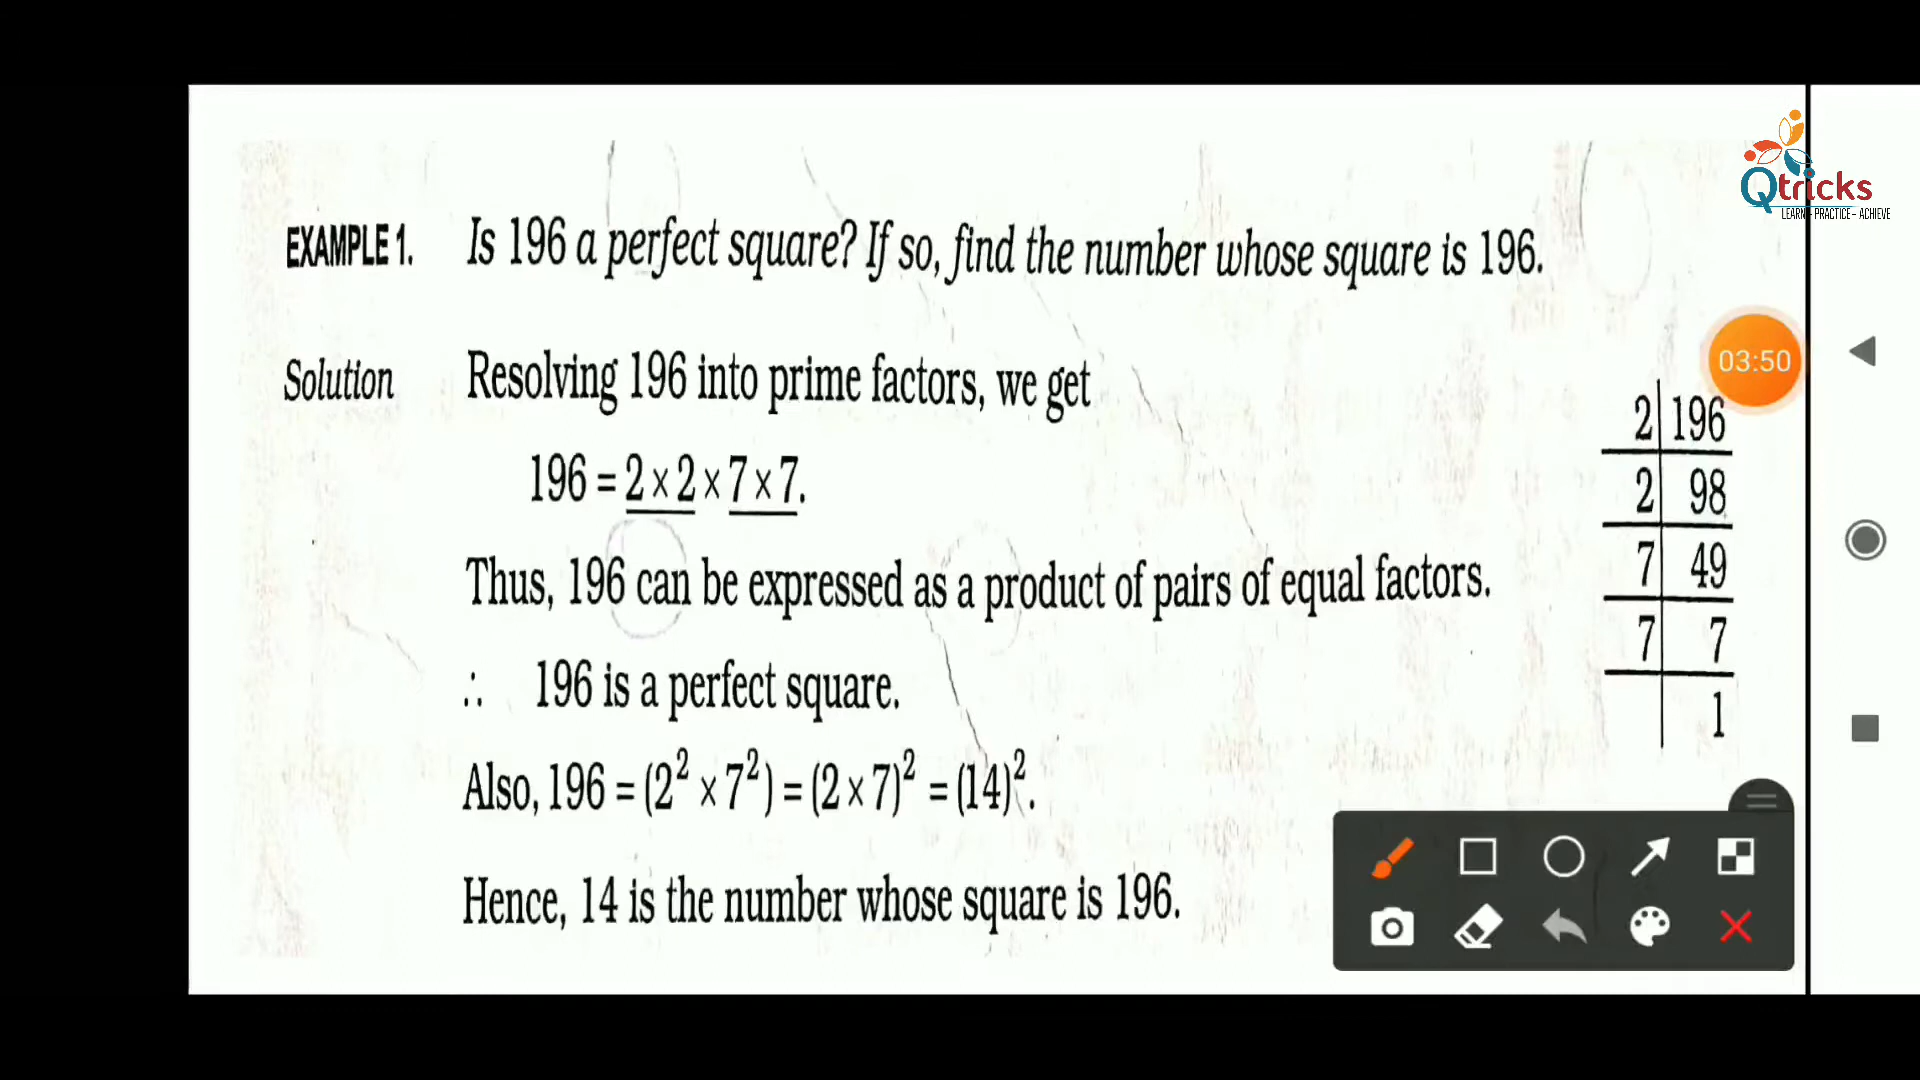 Qtricks
LEARN - PRACTICE - ACHIEVE
EXAMPLE 1. Is 196 a perfect square? If so, find the number whose square is 196.
03:50
Solution Resolving 196 into prime factors, we get
196 = 2 × 2 × 7 × 7.
Thus, 196 can be expressed as a product of pairs of equal factors.
∴ 196 is a perfect square.
Also, 196 = (2² × 7²) = (2 × 7)² = (14)².
Hence, 14 is the number whose square is 196.
2 196
2 98
7 49
7 7
1